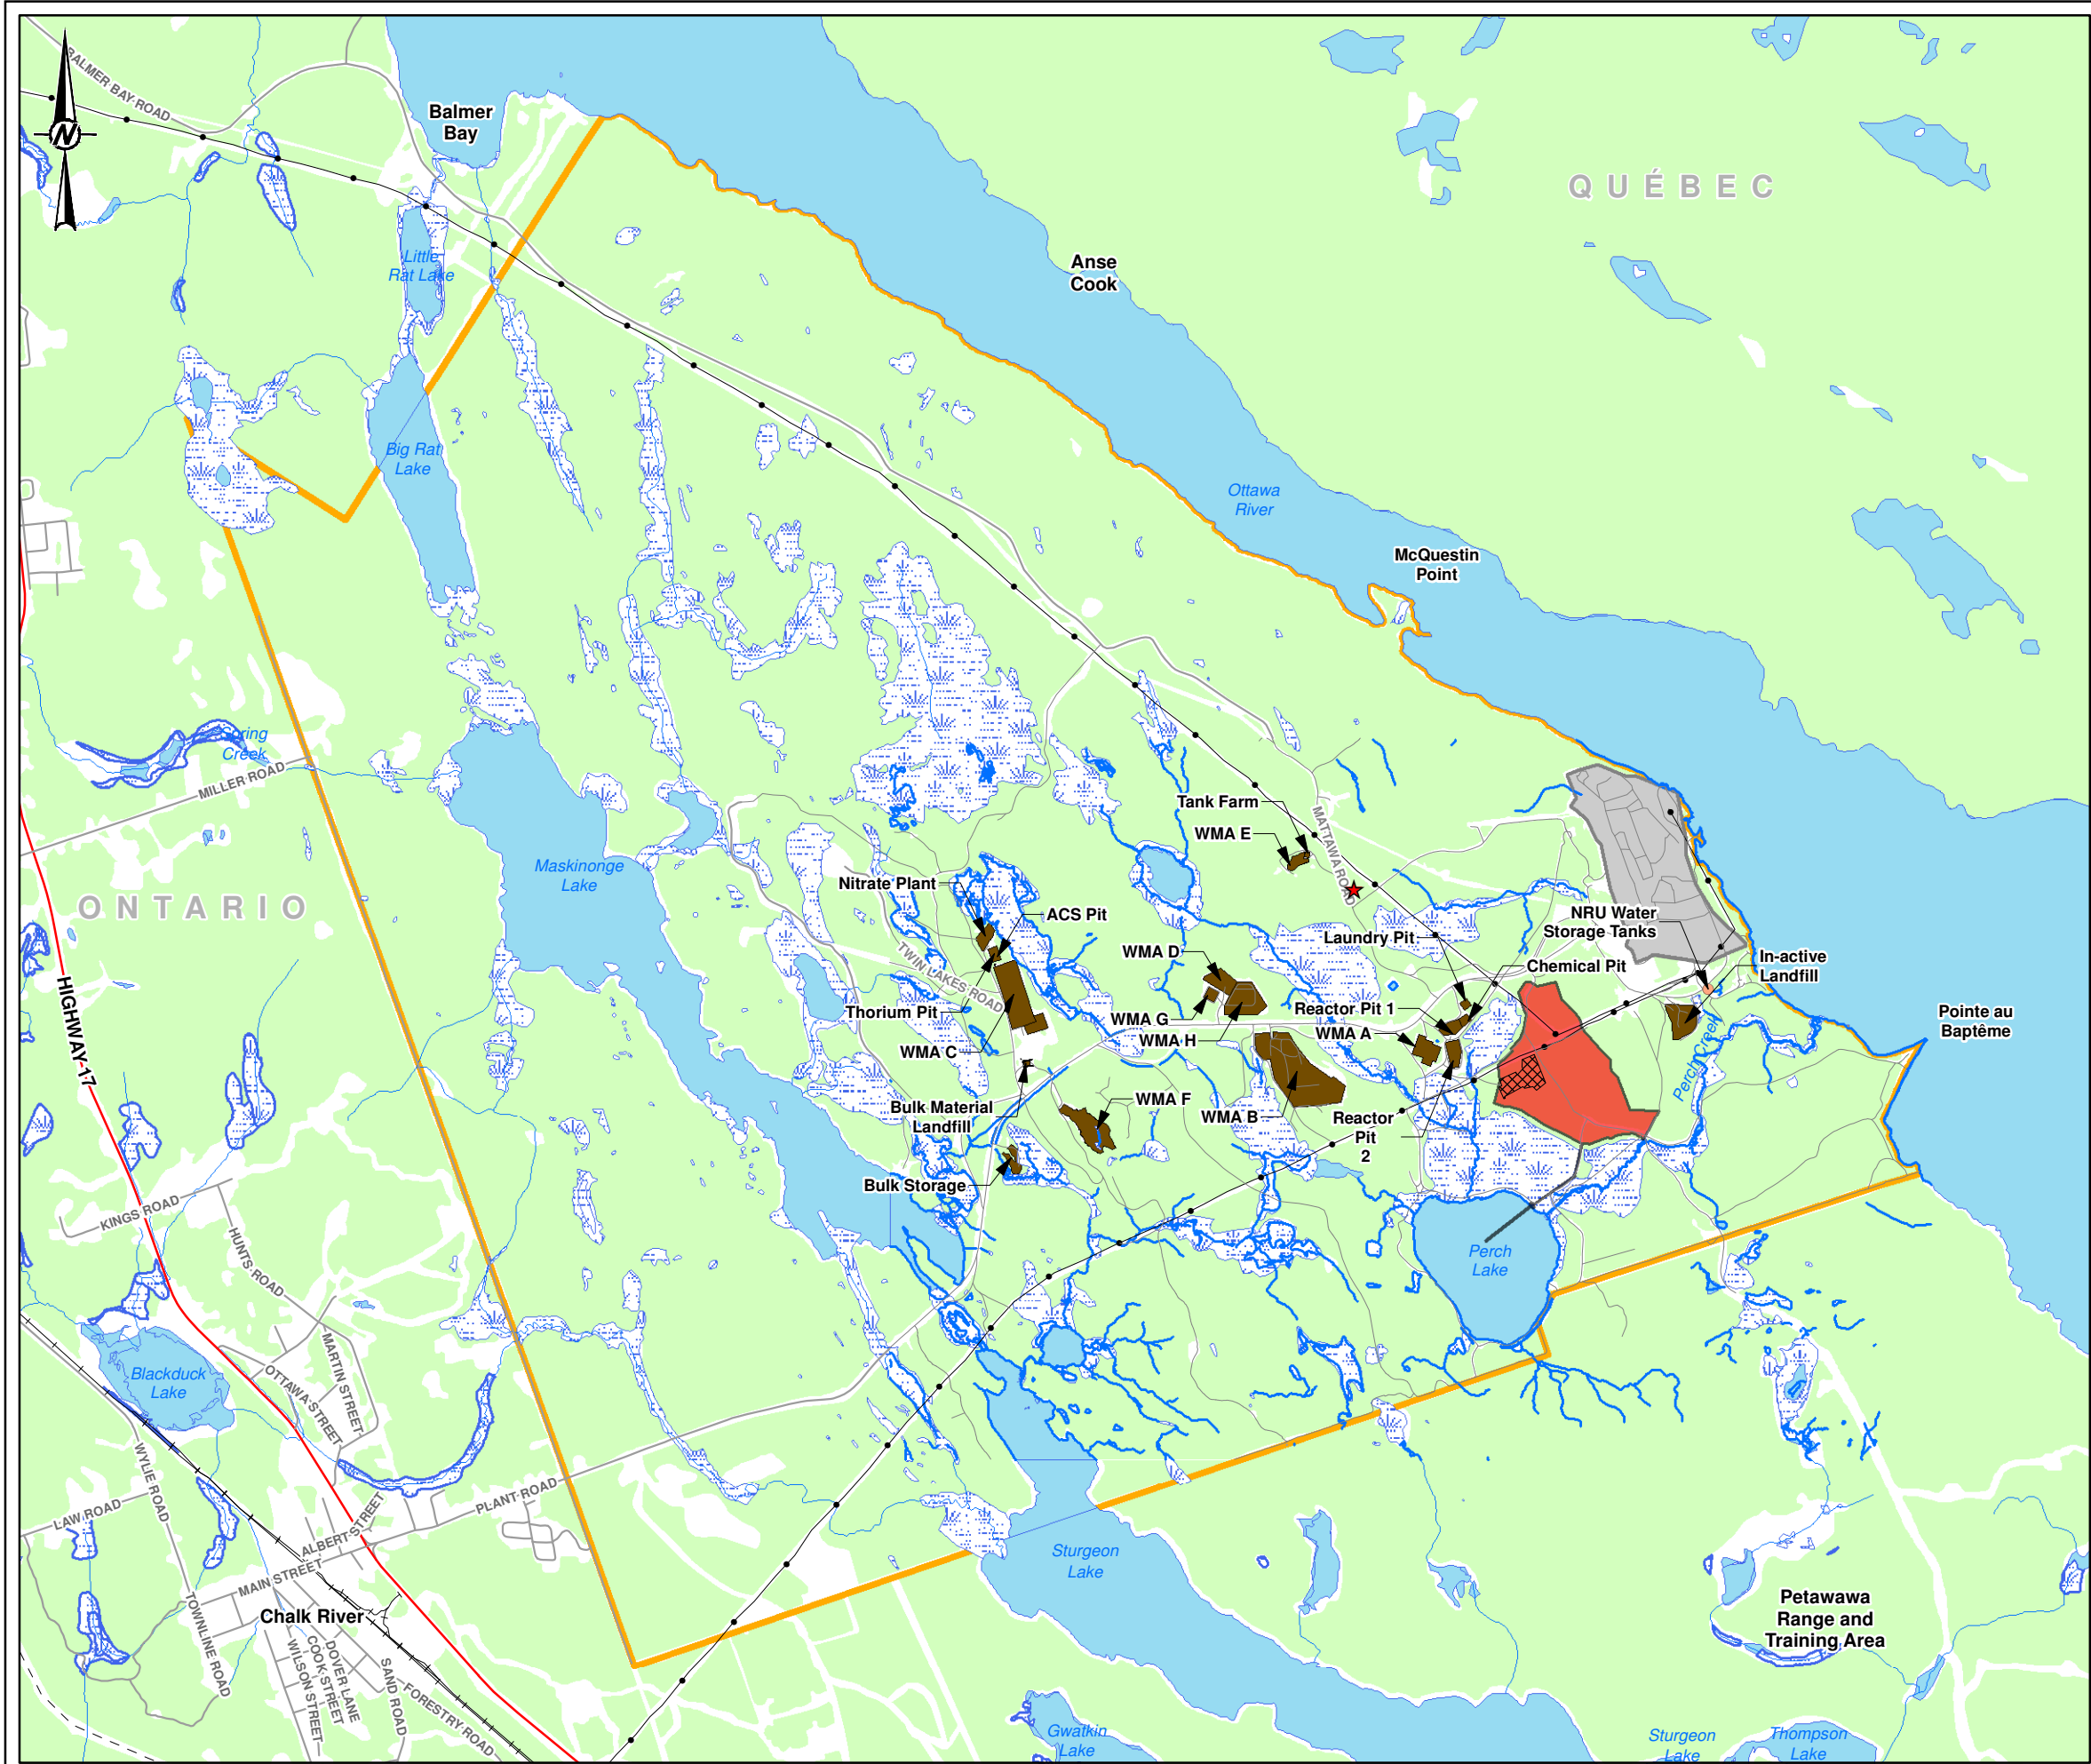 BALMER BAY ROAD
N
Balmer
Bay
QUÉBEC
Little
Rat Lake
Anse
Cook
Big Rat
Lake
Ottawa
River
McQuestin
Point
Spring
Creek
MILLER ROAD
Tank Farm
WMA E
MATTAWA ROAD
Maskinonge
Lake
ONTARIO
Nitrate Plant
ACS Pit
NRU Water
Storage Tanks
Laundry Pit
WMA D
TWIN LAKES ROAD
Chemical Pit
In-active
Landfill
Thorium Pit
WMA G
Reactor Pit 1
Pointe au
Baptême
HIGHWAY 17
WMA C
WMA H
WMA A
Perch Creek
Bulk Material
Landfill
WMA F
WMA B
Reactor
Pit
2
Bulk Storage
KINGS ROAD
HUNTS ROAD
Perch
Lake
Blackduck
Lake
MARTIN STREET
OTTAWA STREET
WYLIE ROAD
LAW ROAD
PLANT ROAD
ALBERT STREET
MAIN STREET
Sturgeon
Lake
Chalk River
TOWNLINE ROAD
Petawawa
Range and
Training Area
WILSON STREET
COOK STREET
DOVER LANE
SAND ROAD
FORESTRY ROAD
Gwatkin
Lake
Sturgeon
Lake
Thompson
Lake